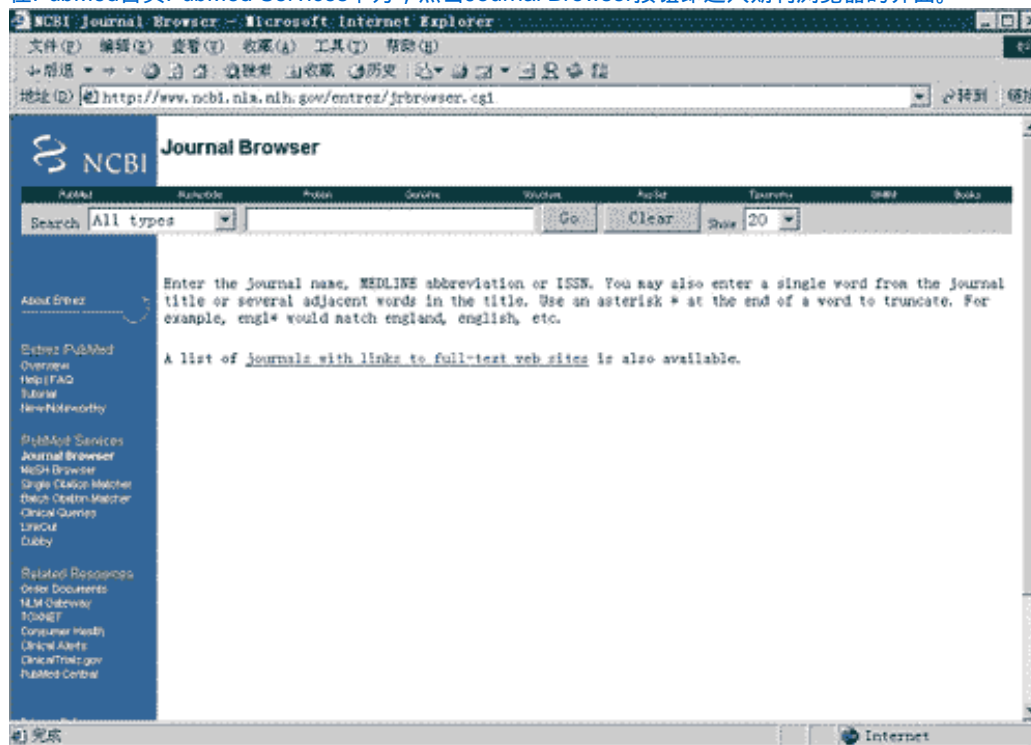 在PubMed首页PubMed Services下方，点击Journal Browser按钮即进入期刊浏览器的界面。
NCBI Journal Browser - Microsoft Internet Explorer
文件(F) 编辑(E) 查看(V) 收藏(A) 工具(T) 帮助(H)
后退 搜索 收藏 历史
地址(D) http://www.ncbi.nlm.nih.gov/entrez/jrbrowser.cgi 转到 链接
NCBI
Journal Browser
PubMed Nucleotide Protein Genome Structure PopSet Taxonomy OMIM Books
Search All types Go Clear Show 20
Enter the journal name, MEDLINE abbreviation or ISSN. You may also enter a single word from the journal
title or several adjacent words in the title. Use an asterisk * at the end of a word to truncate. For
example, engl* would match england, english, etc.
A list of journals with links to full-text web sites is also available.
About Entrez
Entrez PubMed
Overview
Help | FAQ
Tutorial
New/Noteworthy
PubMed Services
Journal Browser
MeSH Browser
Single Citation Matcher
Batch Citation Matcher
Clinical Queries
LinkOut
Cubby
Related Resources
Order Documents
NLM Gateway
TOXNET
Consumer Health
Clinical Alerts
ClinicalTrials.gov
PubMed Central
完成 Internet